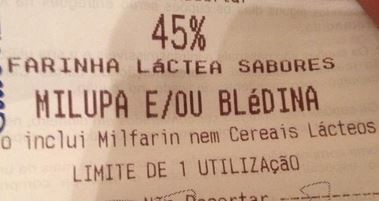 45%
FARINHA LáCTEA SABORES
MILUPA E/OU BLéDINA
o inclui Milfarin nem Cereais Lácteos
LIMITE DE 1 UTILIZAçãO